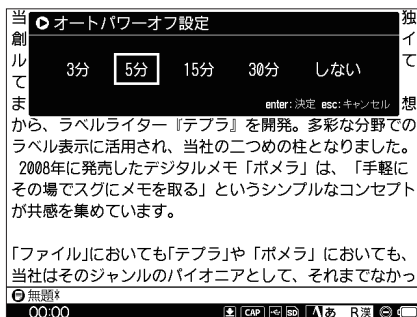 当 独
オートパワーオフ設定
創 イ
ル て
3分 5分 15分 30分 しない
て
enter:決定 esc:キャンセル
ま 想
から、ラベルライター『テプラ』を開発。多彩な分野での
ラベル表示に活用され、当社の二つめの柱となりました。
2008年に発売したデジタルメモ「ポメラ」は、「手軽に
その場でスグにメモを取る」というシンプルなコンセプト
が共感を集めています。
「ファイル」においても「テプラ」や「ポメラ」においても、
当社はそのジャンルのパイオニアとして、それまでなかっ
無題*
00:00 CAP SD あ R漢